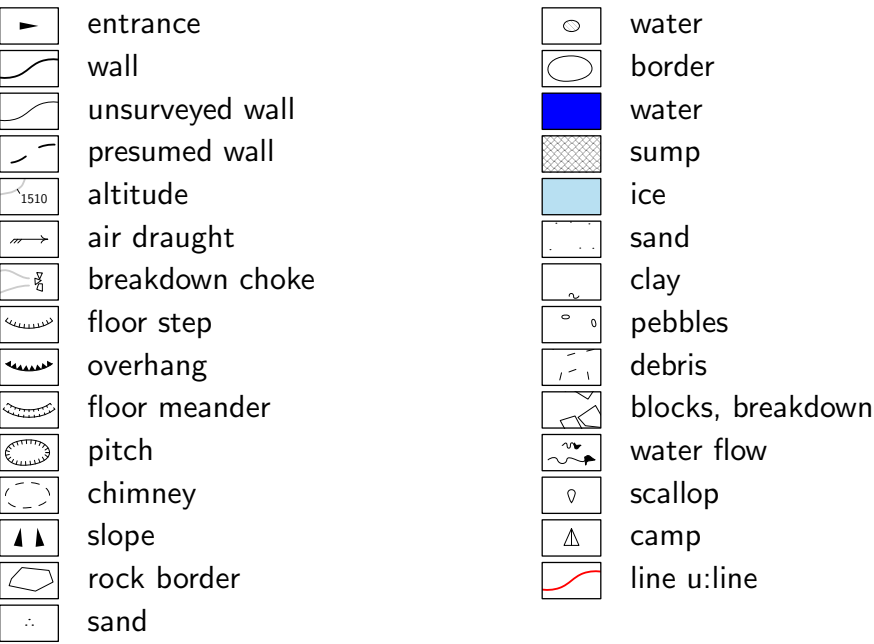 entrance
wall
unsurveyed wall
presumed wall
1510 altitude
air draught
breakdown choke
floor step
overhang
floor meander
pitch
chimney
slope
rock border
sand
water
border
water
sump
ice
sand
clay
pebbles
debris
blocks, breakdown
water flow
scallop
camp
line u:line